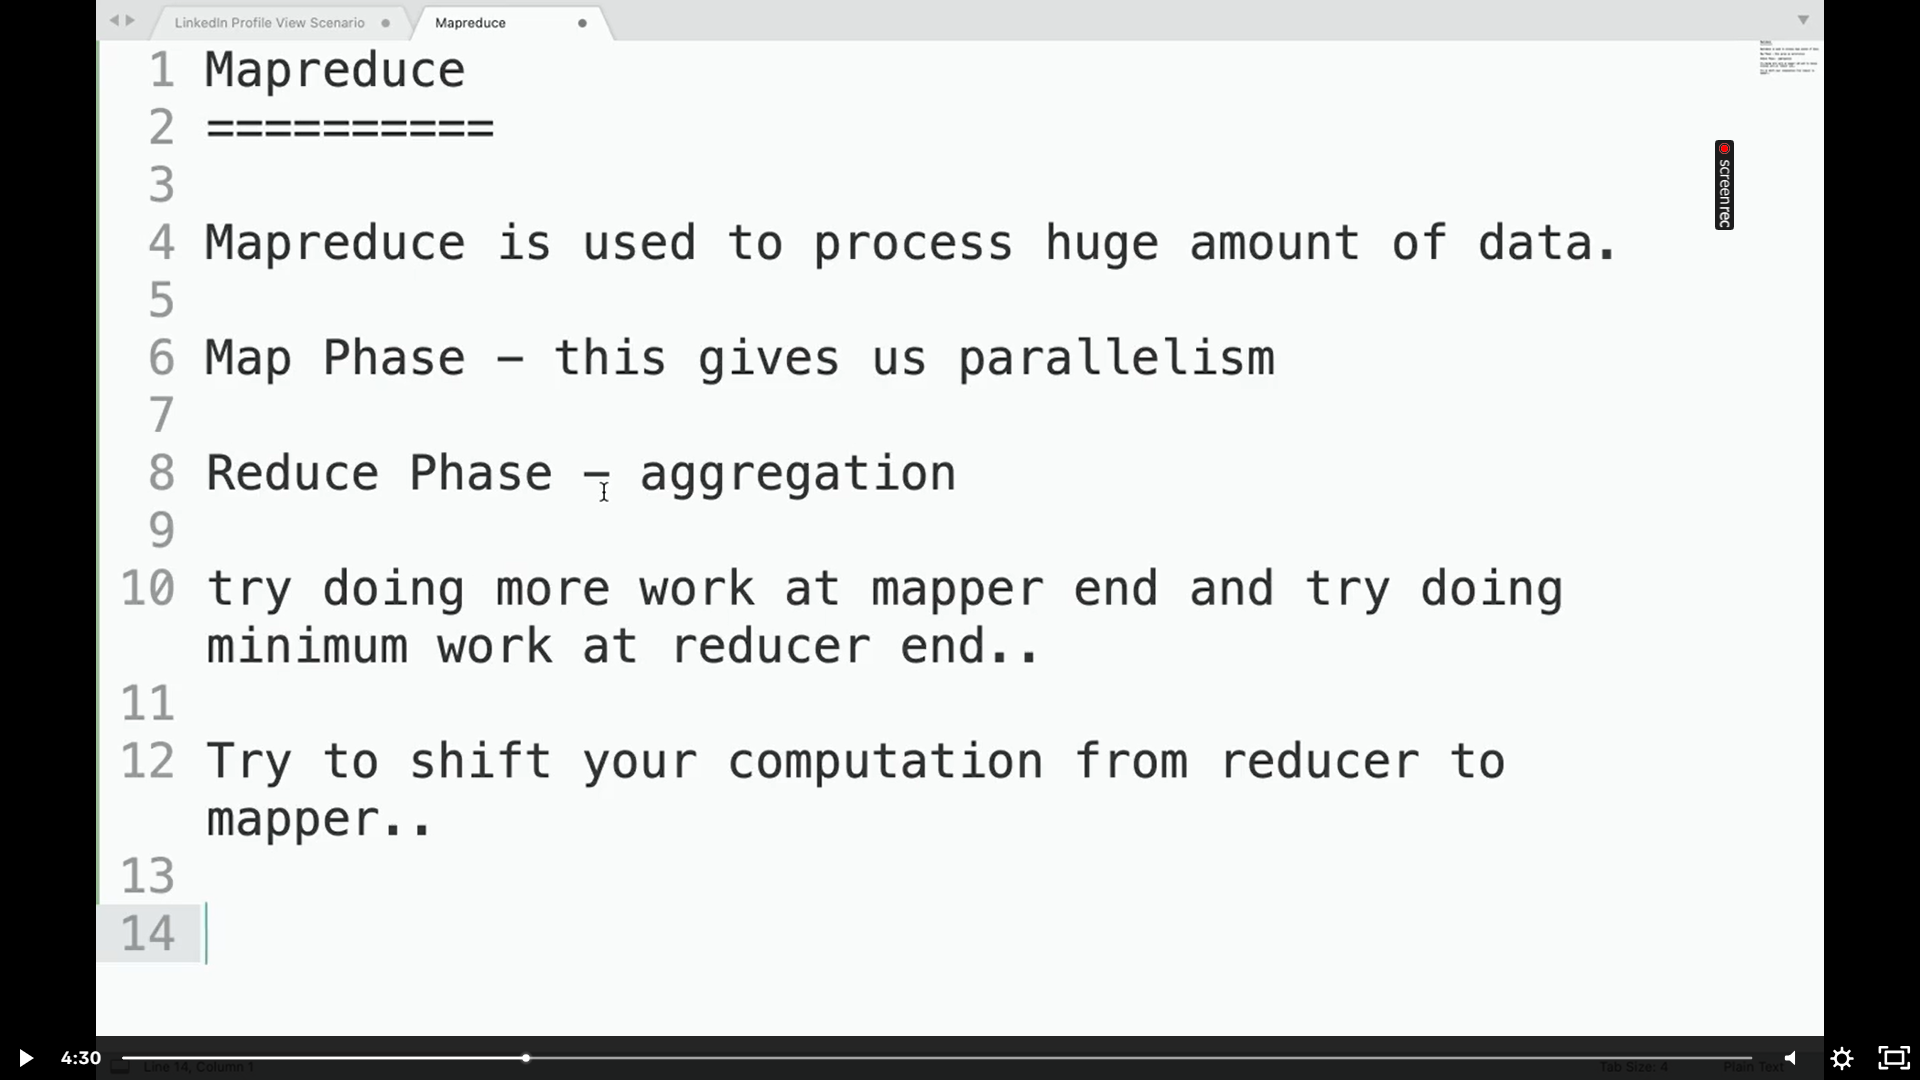 LinkedIn Profile View Scenario
Mapreduce
1 Mapreduce
2 ==========
3
4 Mapreduce is used to process huge amount of data.
5
6 Map Phase – this gives us parallelism
7
8 Reduce Phase – aggregation
9
10 try doing more work at mapper end and try doing
minimum work at reducer end..
11
12 Try to shift your computation from reducer to
mapper..
13
14
screenrec
4:30
Line 14, Column 1
Tab Size: 4
Plain Text